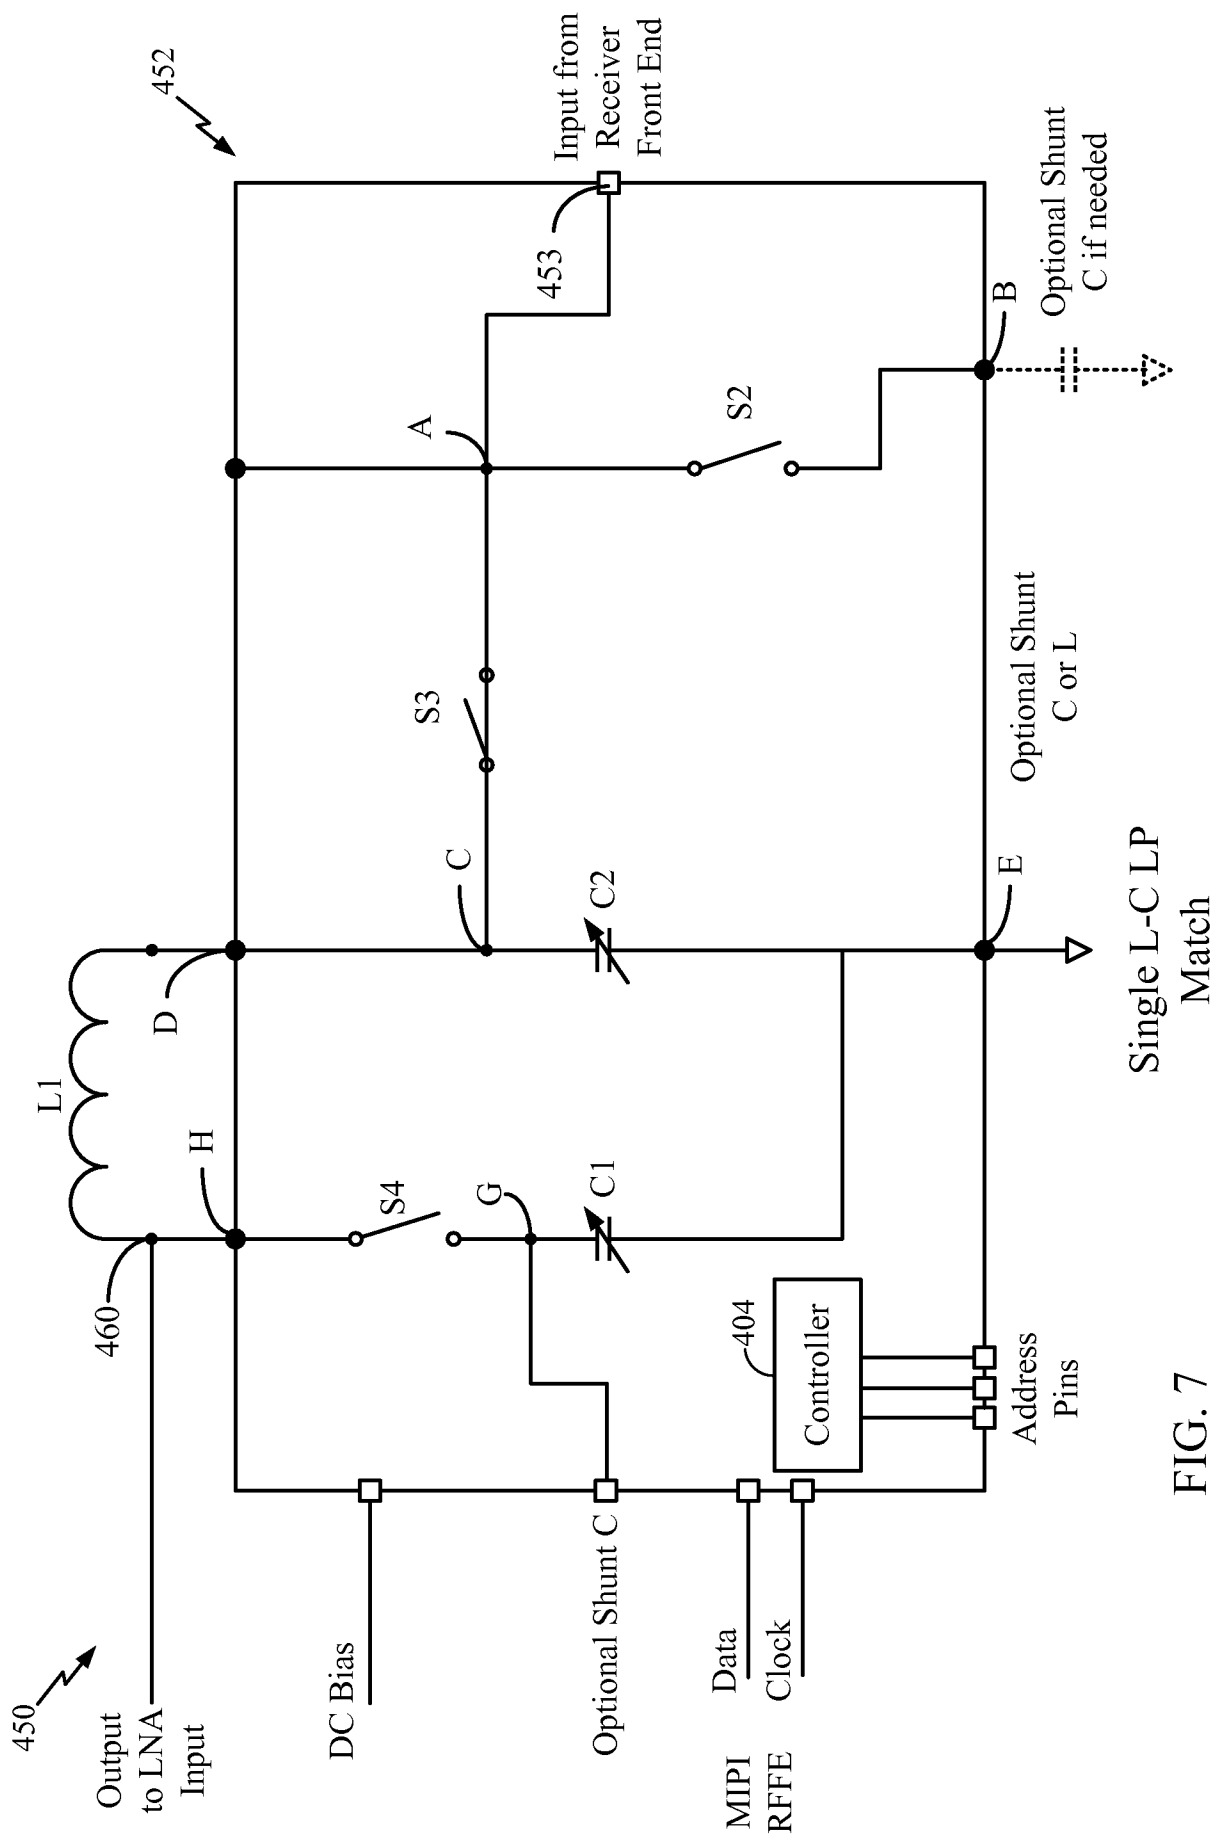 450
Output
to LNA
Input
460
L1
H
D
452
DC Bias
S4
G
C
S3
A
453
Input from
Receiver
Front End
Optional Shunt C
C1
C2
S2
MIPI
RFFE
Data
Clock
404
Controller
Address
Pins
E
Optional Shunt
C or L
B
Optional Shunt
C if needed
Single L-C LP
Match
FIG. 7